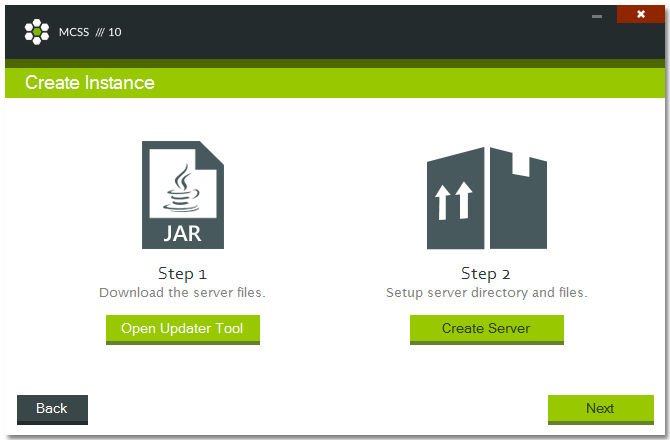 MCSS /// 10
Create Instance
JAR
Step 1
Download the server files.
Open Updater Tool
Step 2
Setup server directory and files.
Create Server
Back
Next